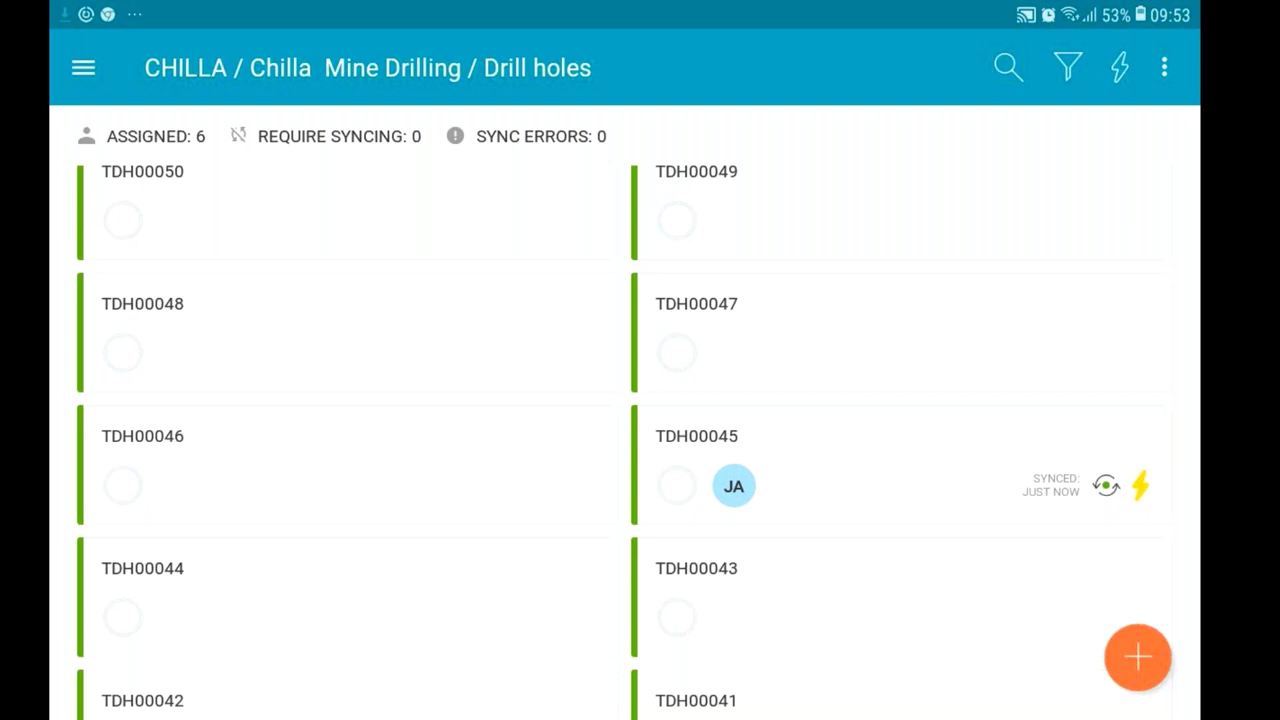 53% 09:53
CHILLA / Chilla Mine Drilling / Drill holes
ASSIGNED: 6 REQUIRE SYNCING: 0 SYNC ERRORS: 0
TDH00050 TDH00049
TDH00048 TDH00047
TDH00046 TDH00045
JA
SYNCED:
JUST NOW
TDH00044 TDH00043
TDH00042 TDH00041